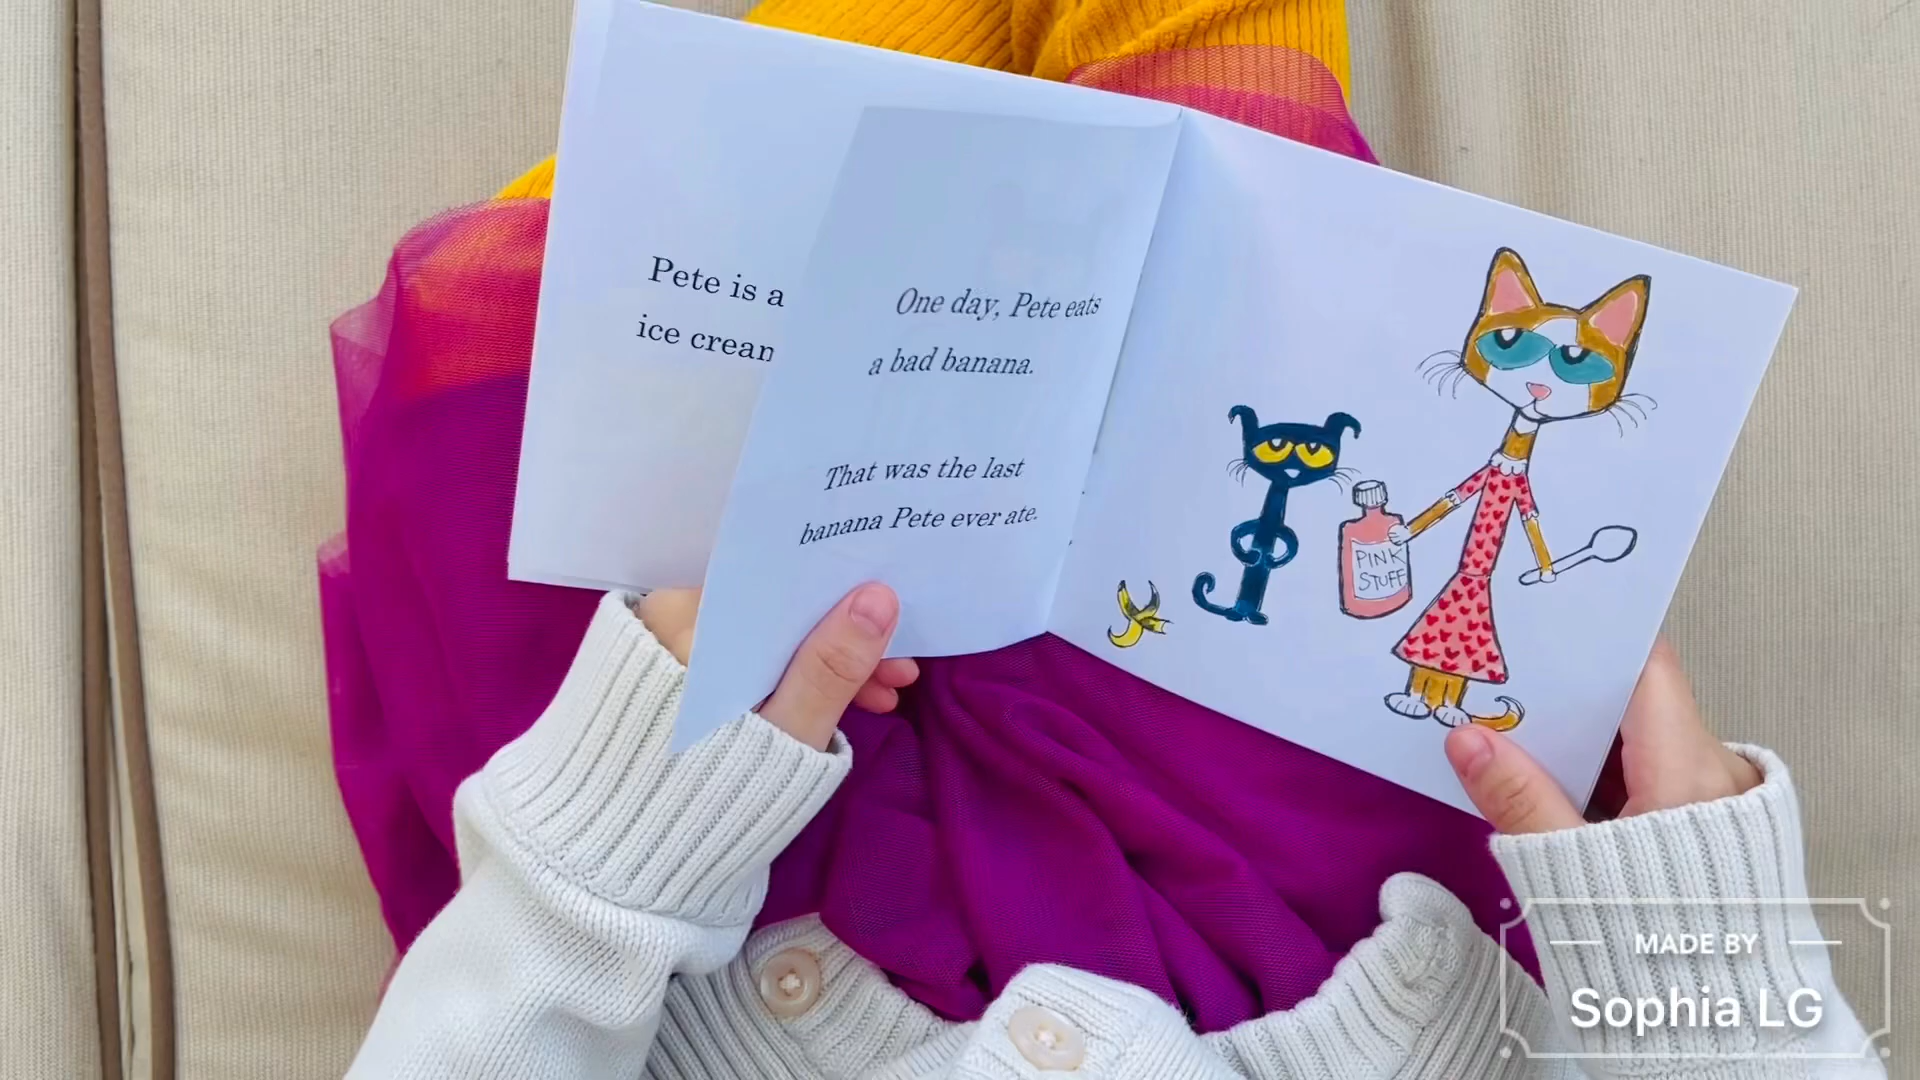 Pete is a
ice cream
One day, Pete eats
a bad banana.
That was the last
banana Pete ever ate.
PINK
STUFF
MADE BY
Sophia LG